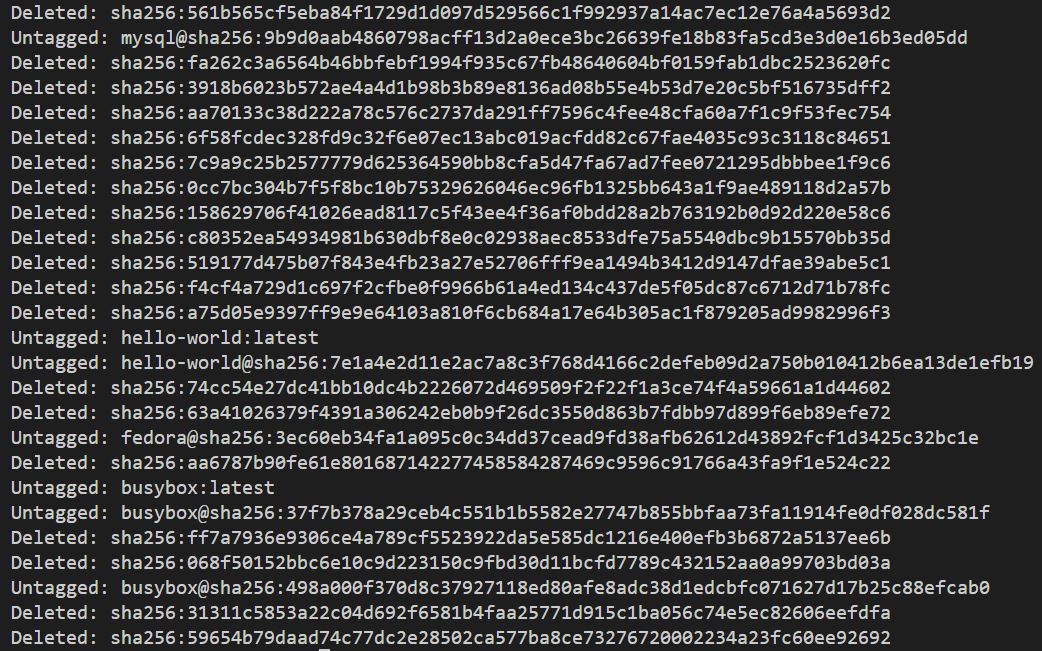 Deleted: sha256:561b565cf5eba84f1729d1d097d529566c1f992937a14ac7ec12e76a4a5693d2
Untagged: mysql@sha256:9b9d0aab4860798acff13d2a0ece3bc26639fe18b83fa5cd3e3d0e16b3ed05dd
Deleted: sha256:fa262c3a6564b46bbfebf1994f935c67fb48640604bf0159fab1dbc2523620fc
Deleted: sha256:3918b6023b572ae4a4d1b98b3b89e8136ad08b55e4b53d7e20c5bf516735dff2
Deleted: sha256:aa70133c38d222a78c576c2737da291ff7596c4fee48cfa60a7f1c9f53fec754
Deleted: sha256:6f58fcdec328fd9c32f6e07ec13abc019acfdd82c67fae4035c93c3118c84651
Deleted: sha256:7c9a9c25b2577779d625364590bb8cfa5d47fa67ad7fee0721295dbbbee1f9c6
Deleted: sha256:0cc7bc304b7f5f8bc10b75329626046ec96fb1325bb643a1f9ae489118d2a57b
Deleted: sha256:158629706f41026ead8117c5f43ee4f36af0bdd28a2b763192b0d92d220e58c6
Deleted: sha256:c80352ea54934981b630dbf8e0c02938aec8533dfe75a5540dbc9b15570bb35d
Deleted: sha256:519177d475b07f843e4fb23a27e52706fff9ea1494b3412d9147dfae39abe5c1
Deleted: sha256:f4cf4a729d1c697f2cfbe0f9966b61a4ed134c437de5f05dc87c6712d71b78fc
Deleted: sha256:a75d05e9397ff9e9e64103a810f6cb684a17e64b305ac1f879205ad9982996f3
Untagged: hello-world:latest
Untagged: hello-world@sha256:7e1a4e2d11e2ac7a8c3f768d4166c2defeb09d2a750b010412b6ea13de1efb19
Deleted: sha256:74cc54e27dc41bb10dc4b2226072d469509f2f22f1a3ce74f4a59661a1d44602
Deleted: sha256:63a41026379f4391a306242eb0b9f26dc3550d863b7fdbb97d899f6eb89efe72
Untagged: fedora@sha256:3ec60eb34fa1a095c0c34dd37cead9fd38afb62612d43892fcf1d3425c32bc1e
Deleted: sha256:aa6787b90fe61e8016871422774585842874​69c9596c91766a43fa9f1e524c22
Untagged: busybox:latest
Untagged: busybox@sha256:37f7b378a29ceb4c551b1b5582e27747b855bbfaa73fa11914fe0df028dc581f
Deleted: sha256:ff7a7936e9306ce4a789cf5523922da5e585dc1216e400efb3b6872a5137ee6b
Deleted: sha256:068f50152bbc6e10c9d223150c9fbd30d11bcfd7789c432152aa0a99703bd03a
Untagged: busybox@sha256:498a000f370d8c37927118ed80afe8adc38d1edcbfc071627d17b25c88efcab0
Deleted: sha256:31311c5853a22c04d692f6581b4faa25771d915c1ba056c74e5ec82606eefdfa
Deleted: sha256:59654b79daad74c77dc2e28502ca577ba8ce73276720002234a23fc60ee92692